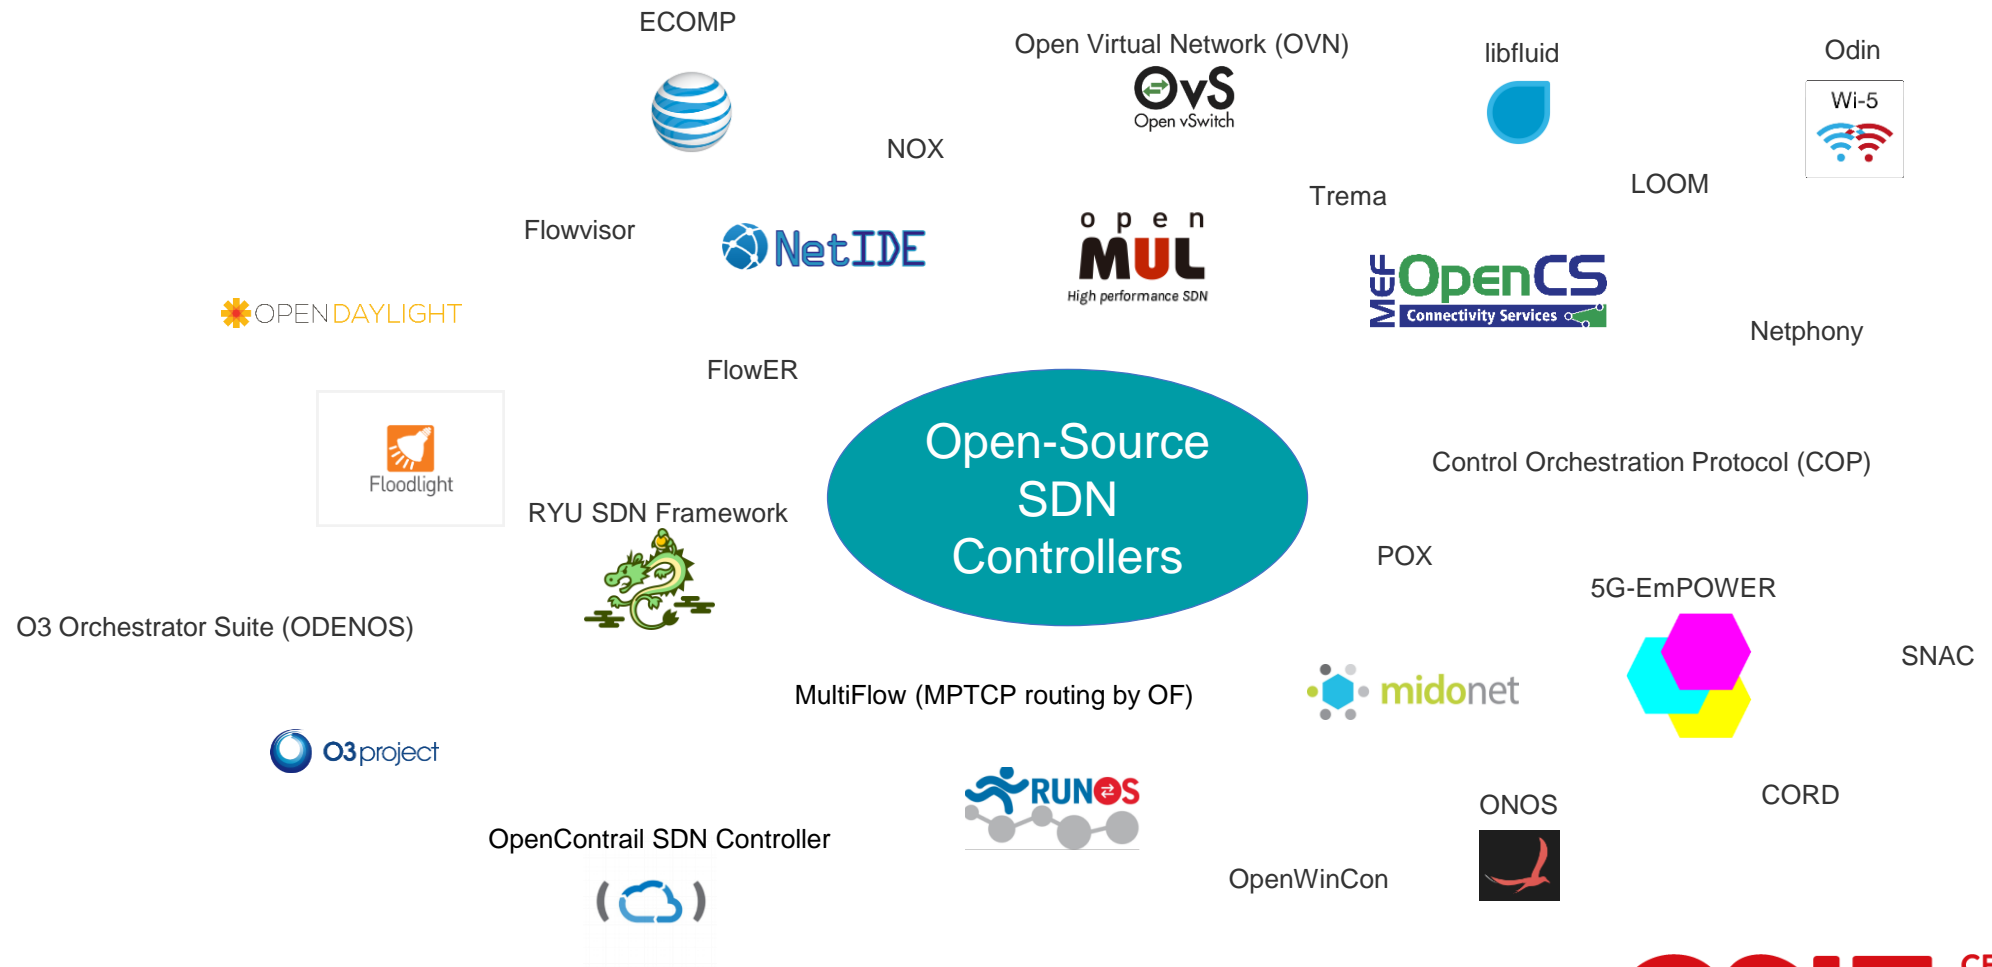 ECOMP
Open Virtual Network (OVN)
OvS
Open vSwitch
libfluid
Odin
Wi-5
NOX
Flowvisor
NetIDE
open
MUL
High performance SDN
Trema
LOOM
MEF
OpenCS
Connectivity Services
OPENDAYLIGHT
Netphony
FlowER
Floodlight
Open-Source
SDN
Controllers
Control Orchestration Protocol (COP)
RYU SDN Framework
POX
5G-EmPOWER
O3 Orchestrator Suite (ODENOS)
SNAC
MultiFlow (MPTCP routing by OF)
midonet
O3project
RUNOS
ONOS
CORD
OpenContrail SDN Controller
OpenWinCon